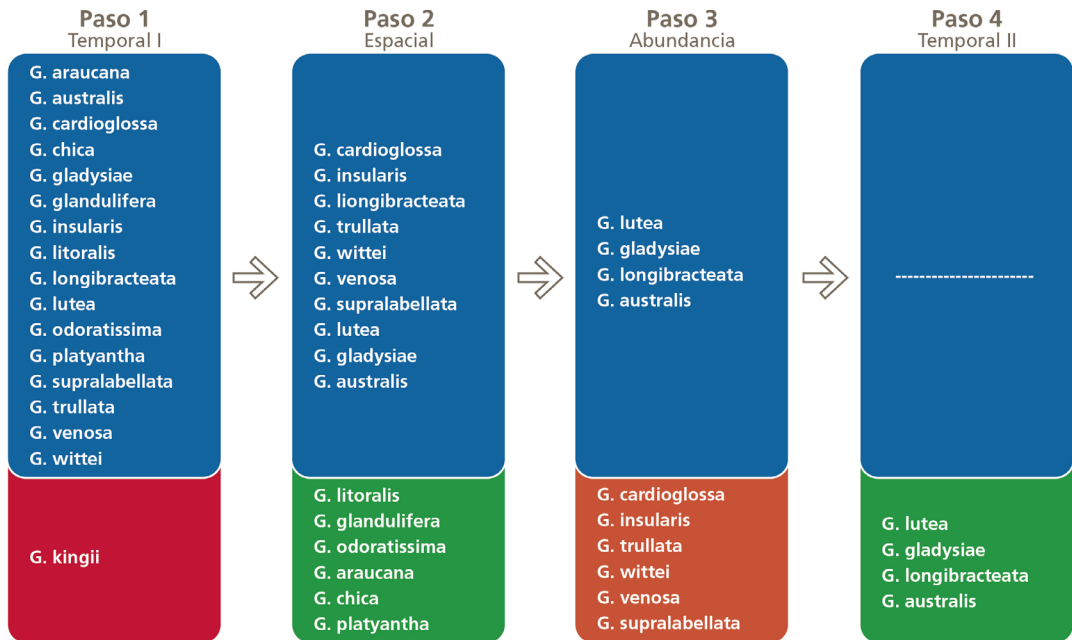 Paso 1
Temporal I
G. araucana
G. australis
G. cardioglossa
G. chica
G. gladysiae
G. glandulifera
G. insularis
G. litoralis
G. longibracteata
G. lutea
G. odoratissima
G. platyantha
G. supralabellata
G. trullata
G. venosa
G. wittei
G. kingii
Paso 2
Espacial
G. cardioglossa
G. insularis
G. liongibracteata
G. trullata
G. wittei
G. venosa
G. supralabellata
G. lutea
G. gladysiae
G. australis
G. litoralis
G. glandulifera
G. odoratissima
G. araucana
G. chica
G. platyantha
Paso 3
Abundancia
G. lutea
G. gladysiae
G. longibracteata
G. australis
G. cardioglossa
G. insularis
G. trullata
G. wittei
G. venosa
G. supralabellata
Paso 4
Temporal II
------------------------
G. lutea
G. gladysiae
G. longibracteata
G. australis